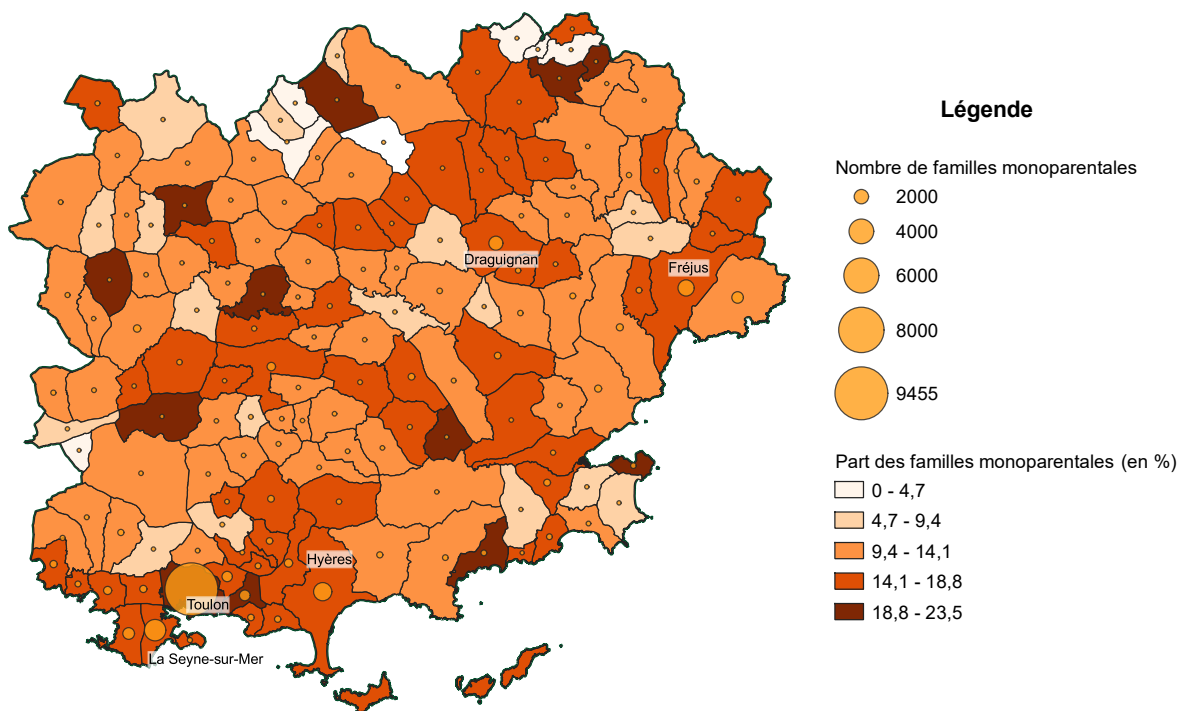 Légende
Nombre de familles monoparentales
2000
4000
6000
8000
9455
Part des familles monoparentales (en %)
0 - 4,7
4,7 - 9,4
9,4 - 14,1
14,1 - 18,8
18,8 - 23,5
Draguignan
Fréjus
Hyères
Toulon
La Seyne-sur-Mer